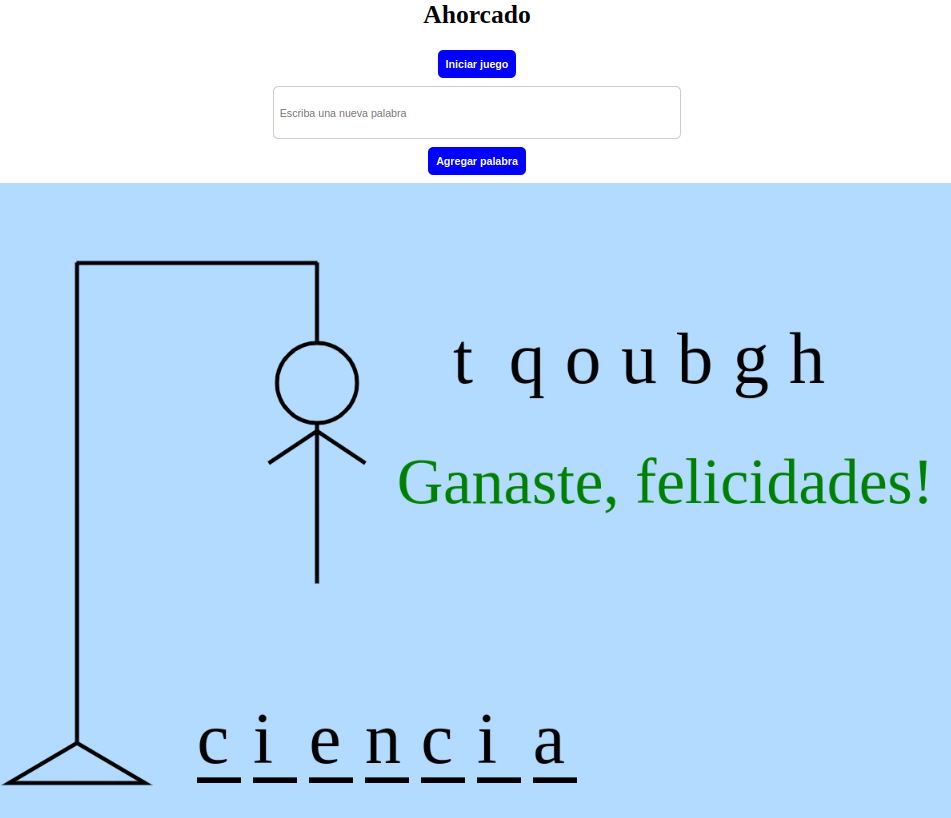 Ahorcado
Iniciar juego
Escriba una nueva palabra
Agregar palabra
t q o u b g h
Ganaste, felicidades!
c i e n c i a